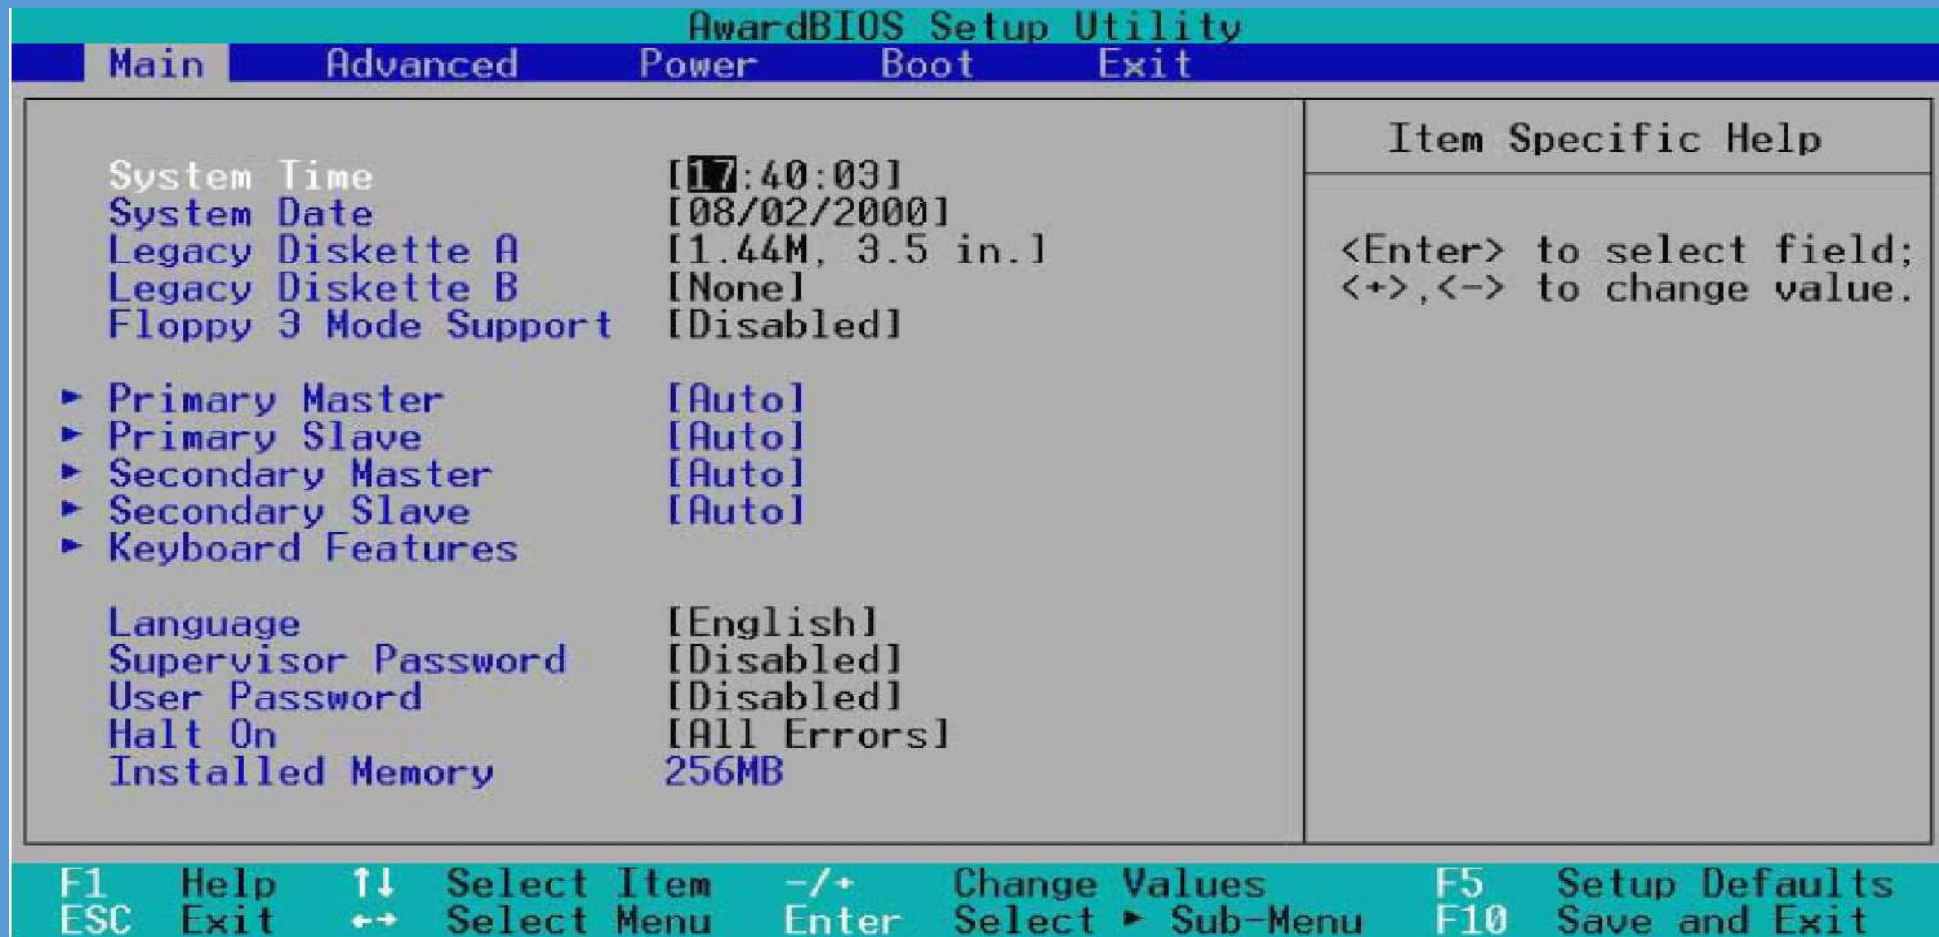 AwardBIOS Setup Utility
Main Advanced Power Boot Exit
Item Specific Help
System Time [17:40:03]
System Date [08/02/2000]
Legacy Diskette A [1.44M, 3.5 in.]
Legacy Diskette B [None]
Floppy 3 Mode Support [Disabled]
► Primary Master [Auto]
► Primary Slave [Auto]
► Secondary Master [Auto]
► Secondary Slave [Auto]
► Keyboard Features
Language [English]
Supervisor Password [Disabled]
User Password [Disabled]
Halt On [All Errors]
Installed Memory 256MB
<Enter> to select field;
<+>,<-> to change value.
F1 Help ↑↓ Select Item -/+ Change Values F5 Setup Defaults
ESC Exit ←→ Select Menu Enter Select ► Sub-Menu F10 Save and Exit